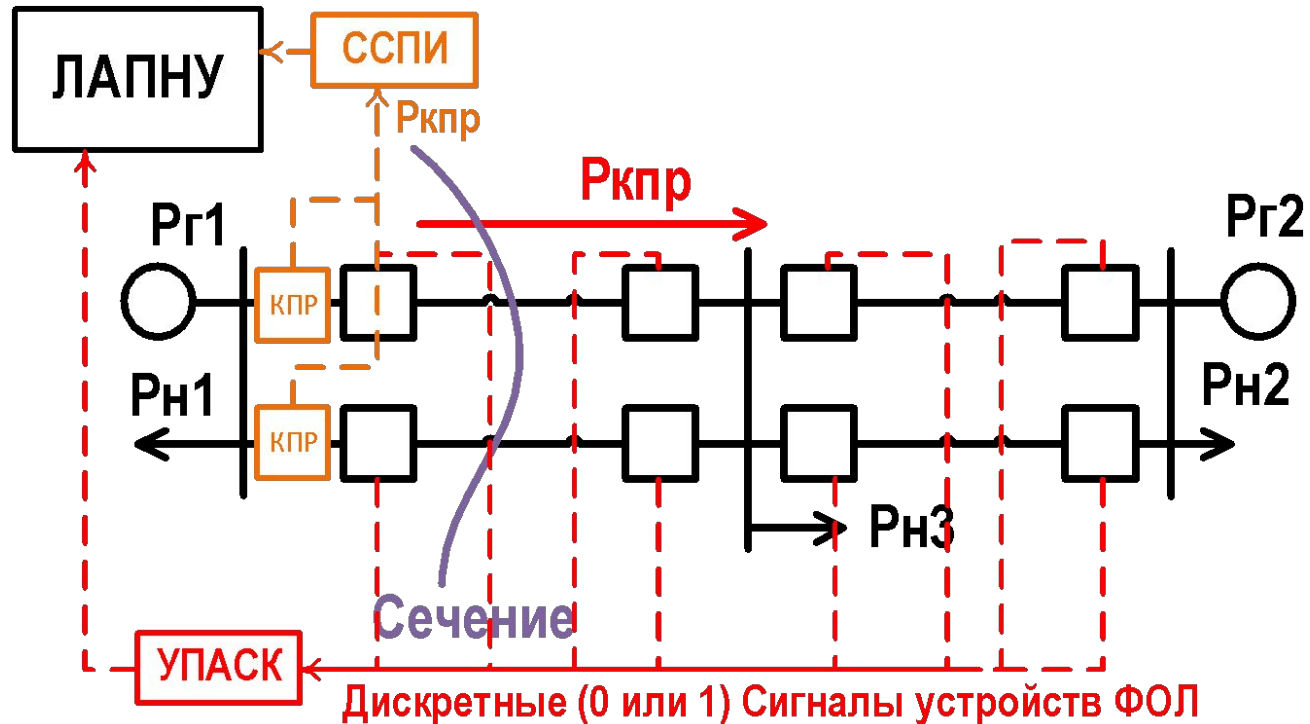 ЛАПНУ
ССПИ
Ркпр
Ркпр
Рг1
Рг2
КПР
Рн1
Рн2
КПР
Рн3
Сечение
УПАСК
Дискретные (0 или 1) Сигналы устройств ФОЛ